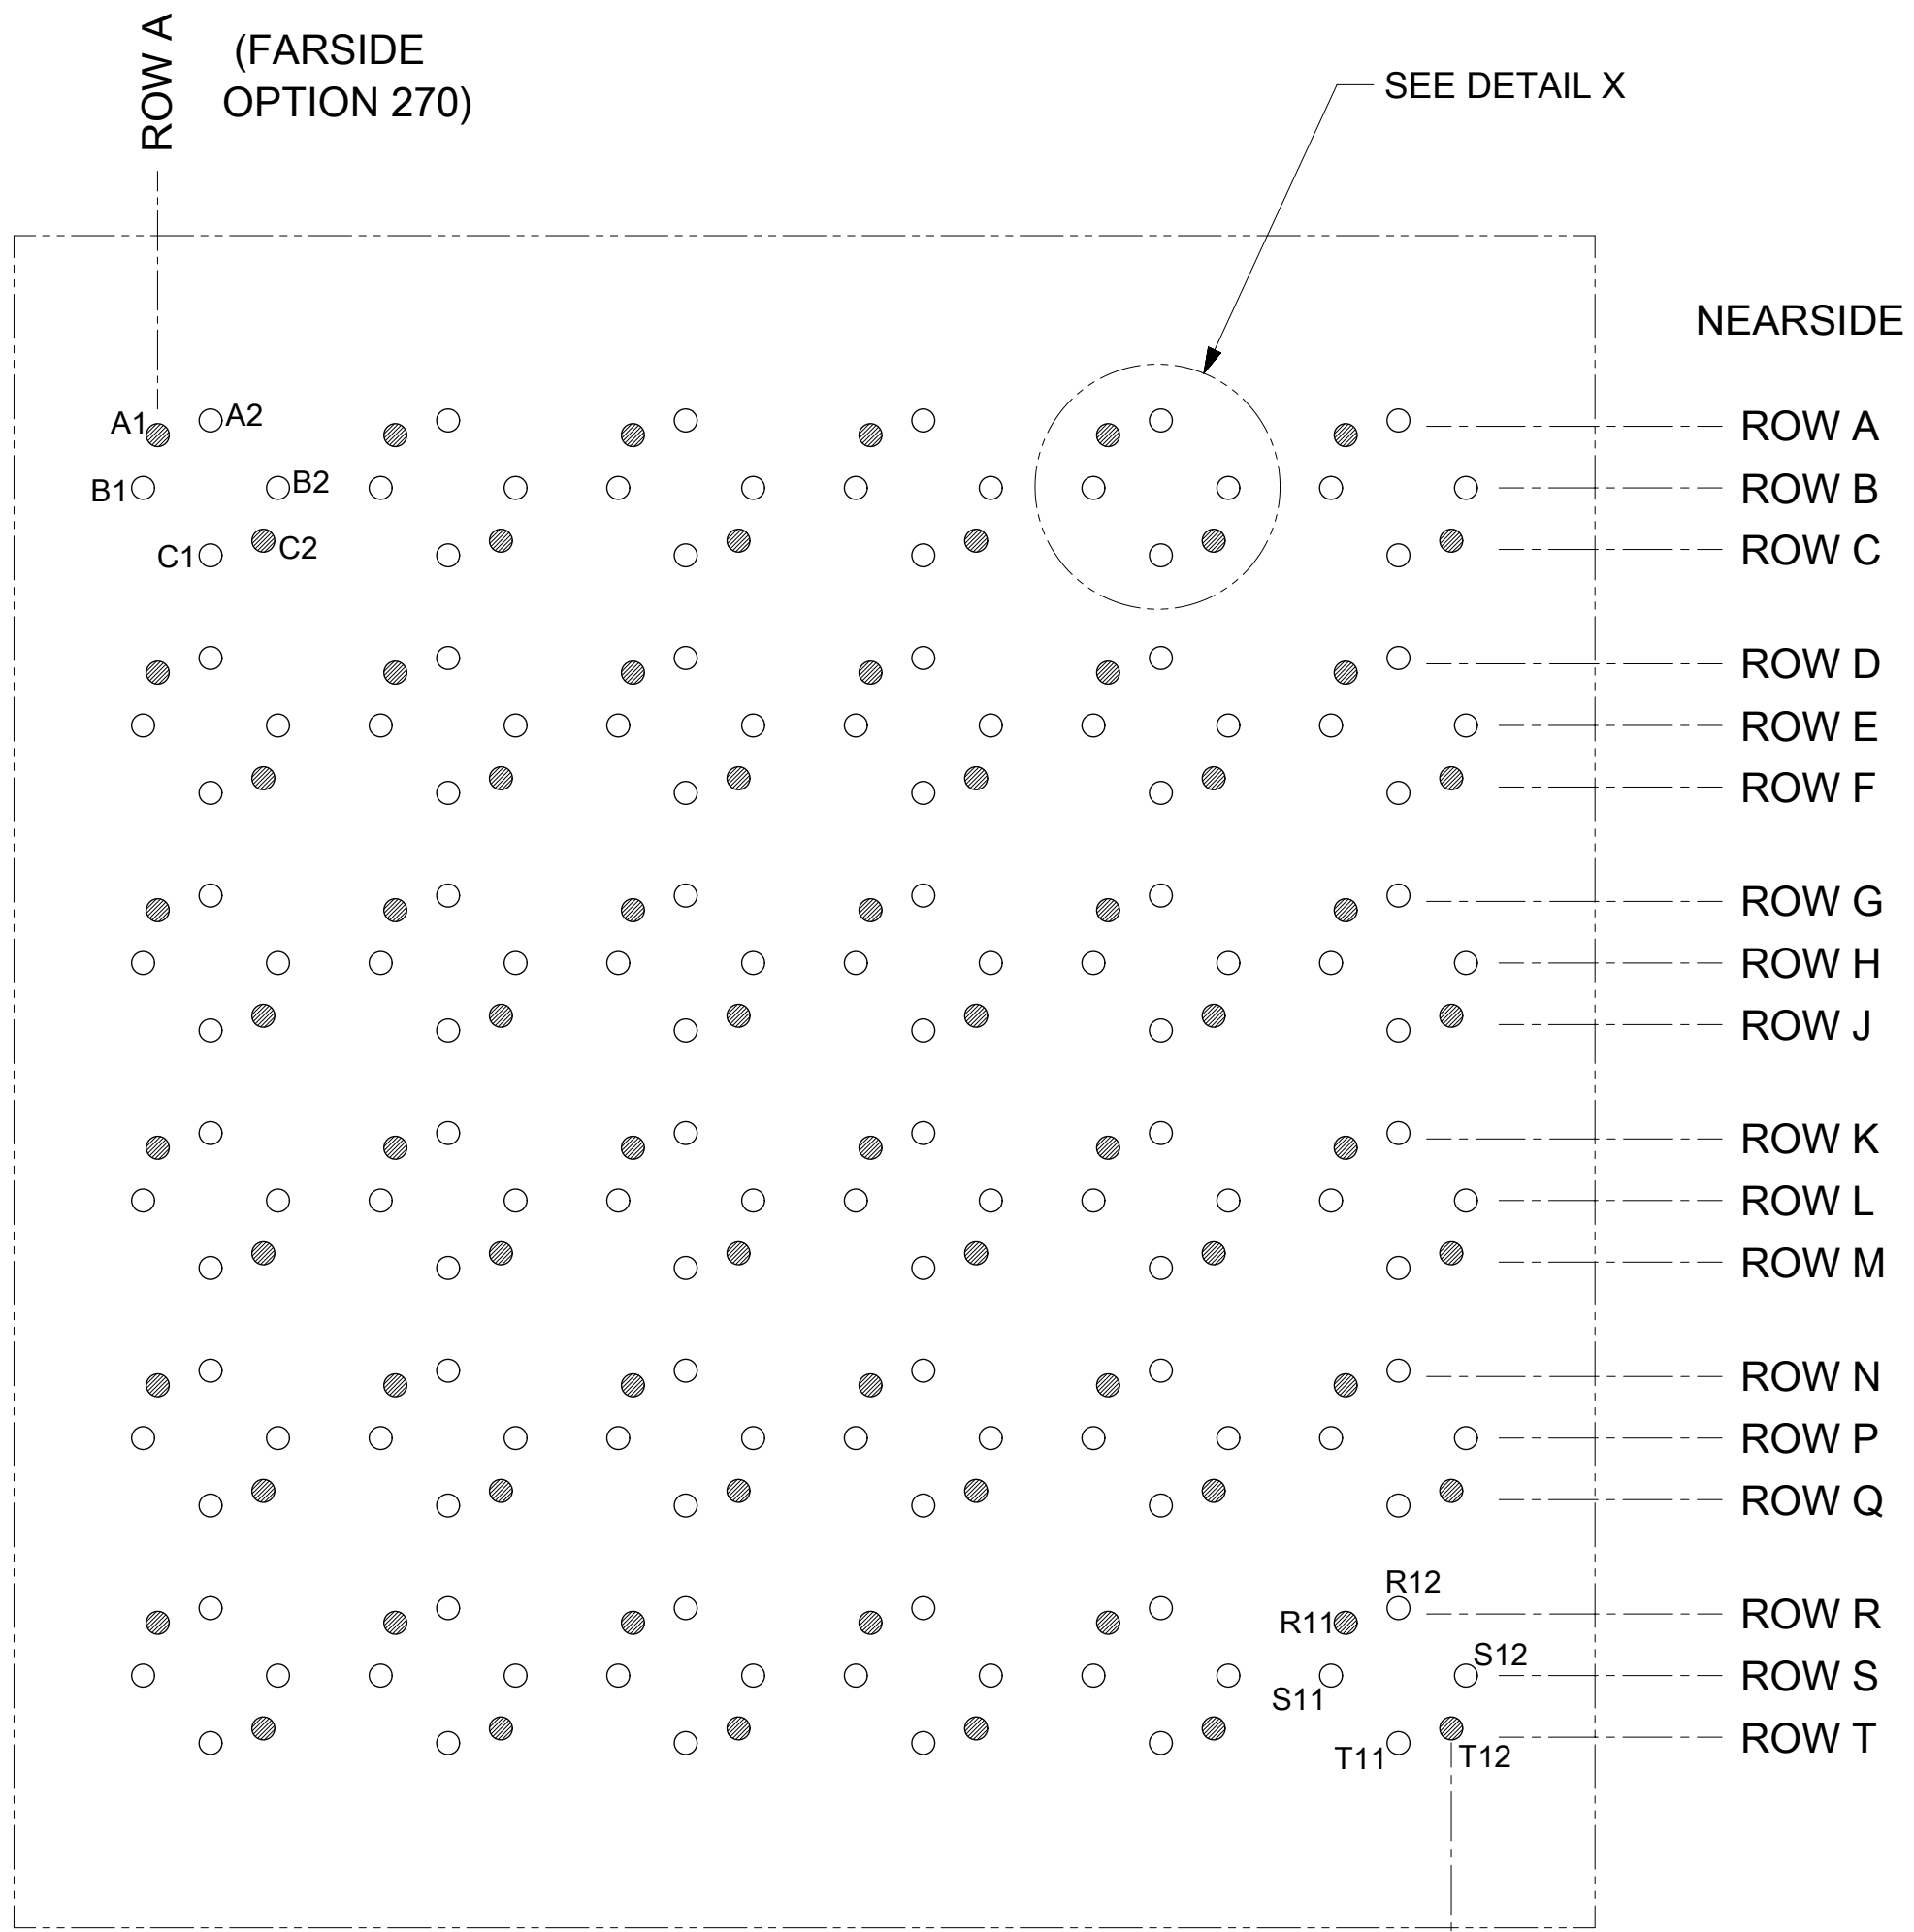 ROW A
(FARSIDE
OPTION 270)
SEE DETAIL X
NEARSIDE
A1
A2
ROW A
B1
B2
ROW B
C1
C2
ROW C
ROW D
ROW E
ROW F
ROW G
ROW H
ROW J
ROW K
ROW L
ROW M
ROW N
ROW P
ROW Q
R12
R11
ROW R
S12
S11
ROW S
T11
T12
ROW T